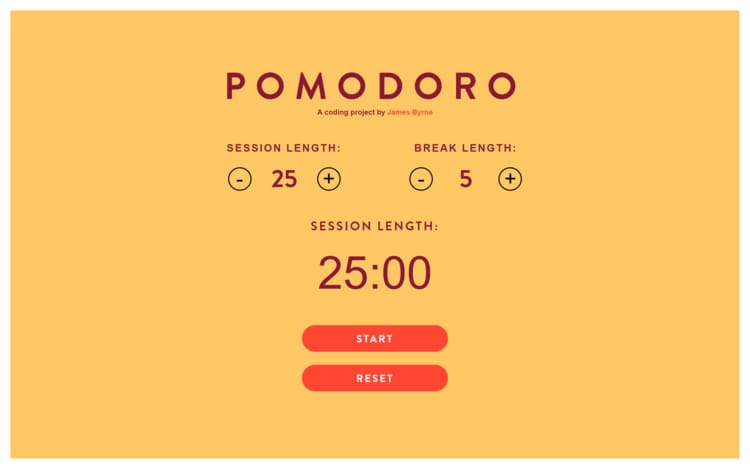 POMODORO
A coding project by James Byrne
SESSION LENGTH: BREAK LENGTH:
- 25 + - 5 +
SESSION LENGTH:
25:00
START
RESET